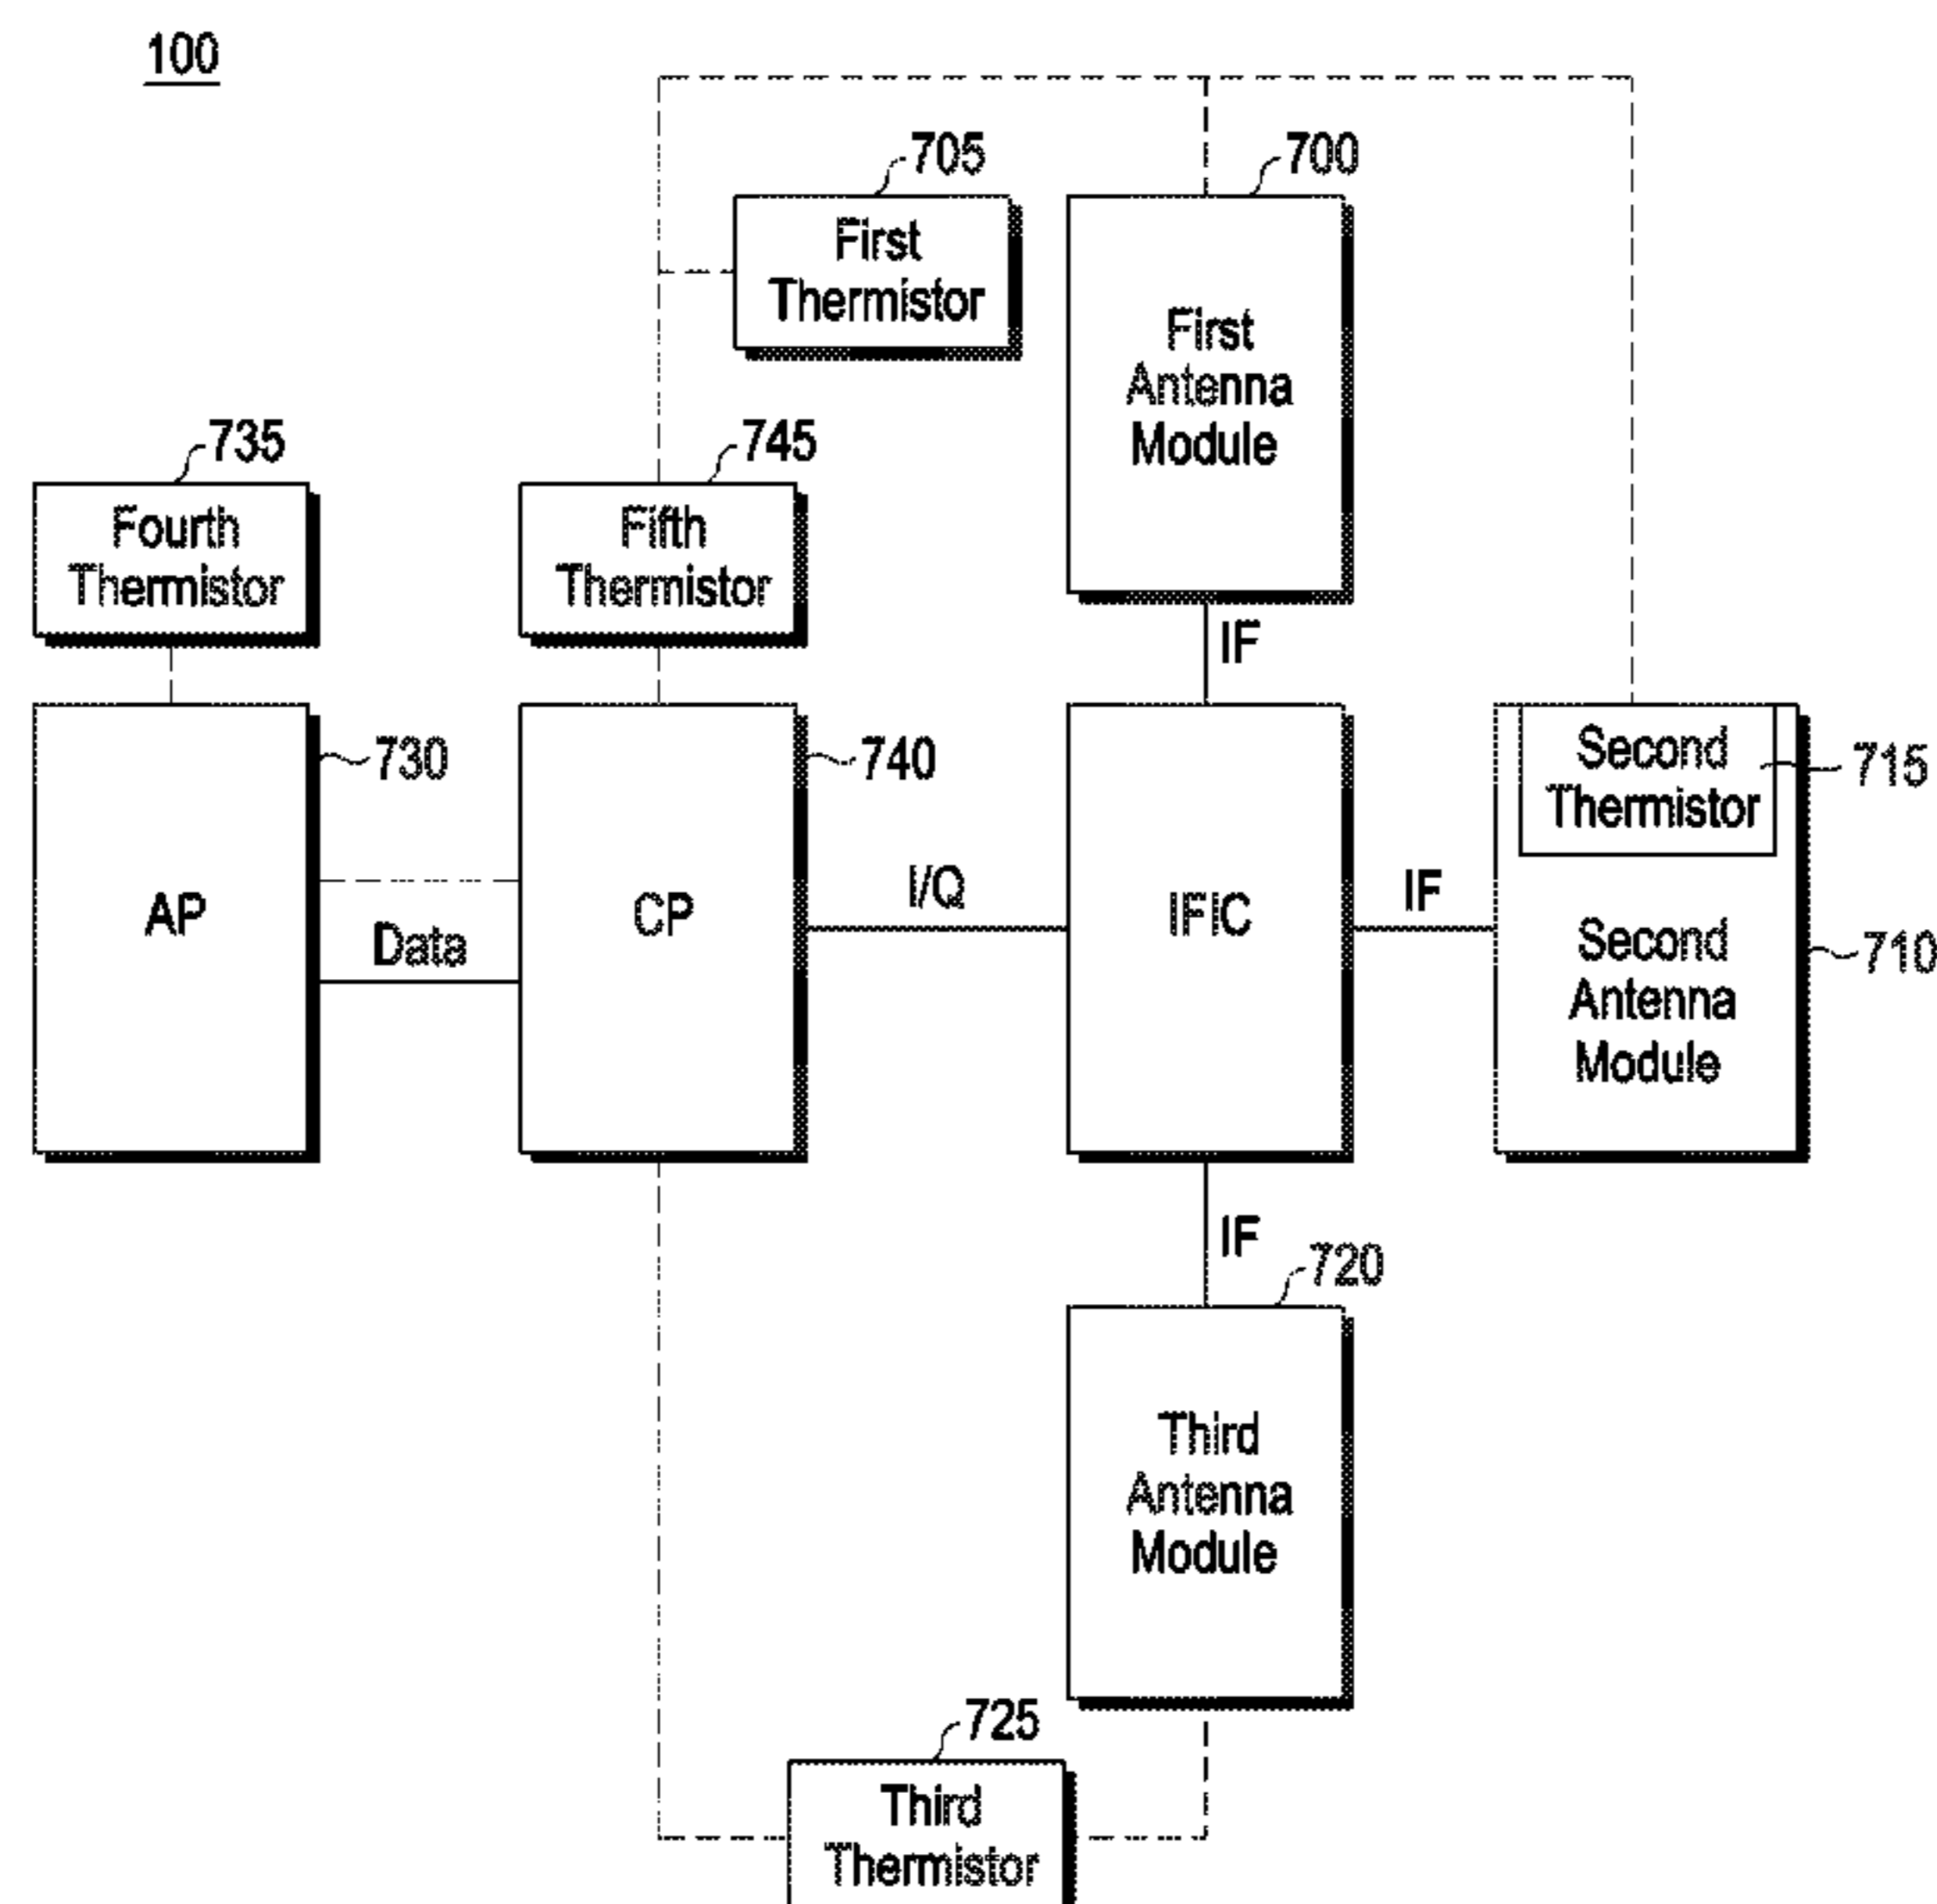 100
705
700
First
Thermistor
First
Antenna
Module
735
745
Fourth
Thermistor
Fifth
Thermistor
IF
730
740
Second
Thermistor
715
AP
Data
CP
I/Q
IFIC
IF
Second
Antenna
Module
710
IF
720
Third
Antenna
Module
725
Third
Thermistor